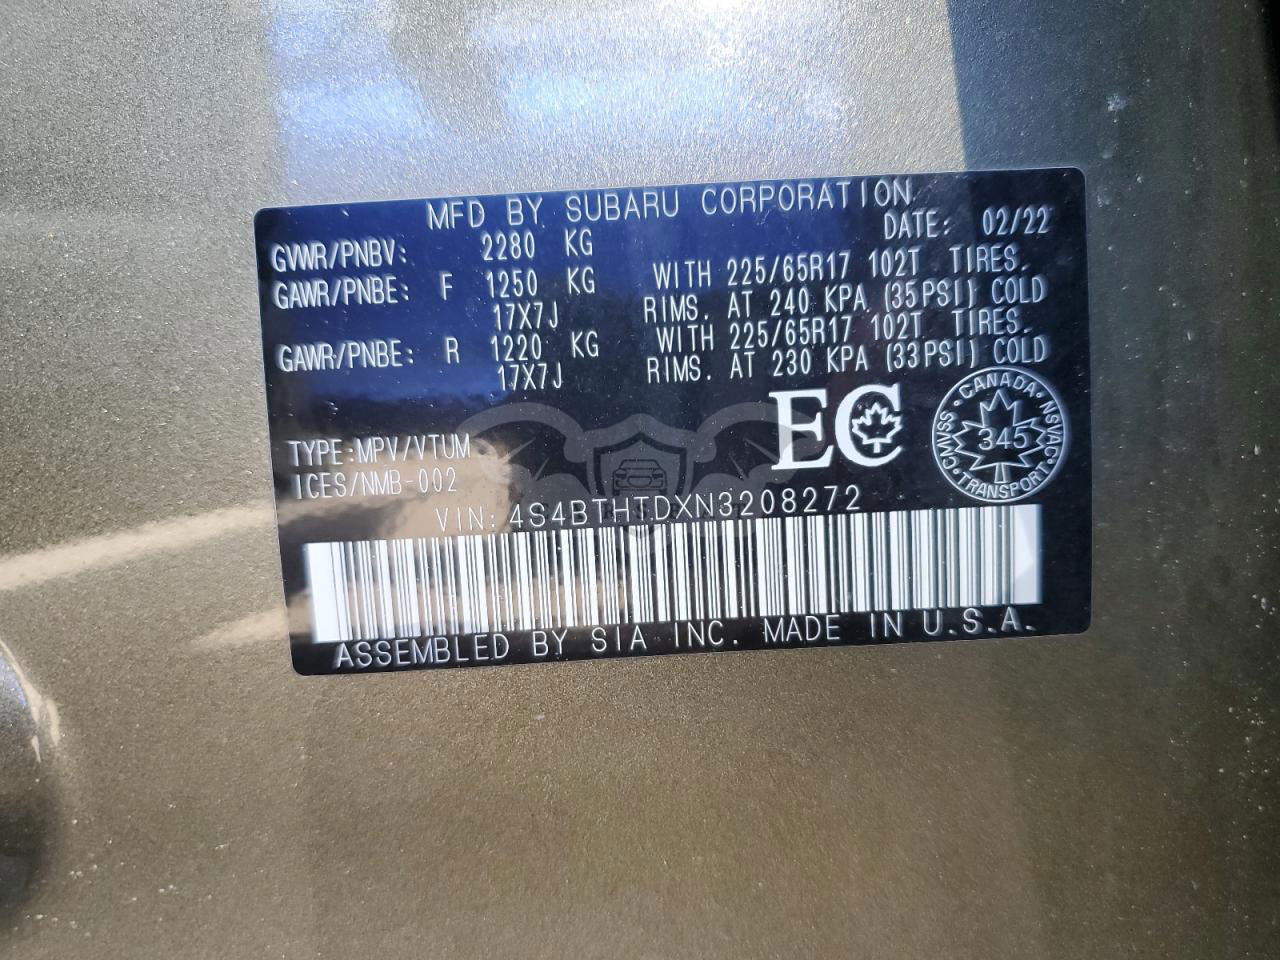 MFD BY SUBARU CORPORATION
DATE: 02/22
GVWR/PNBV: 2280 KG
GAWR/PNBE: F 1250 KG WITH 225/65R17 102T TIRES.
17X7J RIMS. AT 240 KPA (35PSI) COLD
GAWR/PNBE: R 1220 KG WITH 225/65R17 102T TIRES.
17X7J RIMS. AT 230 KPA (33PSI) COLD
EC
CANADA
CMVSS 345 NSVAC
TRANSPORT
TYPE:MPV/VTUM
ICES/NMB-002
VIN: 4S4BTHTDXN3208272
ASSEMBLED BY SIA INC. MADE IN U.S.A.